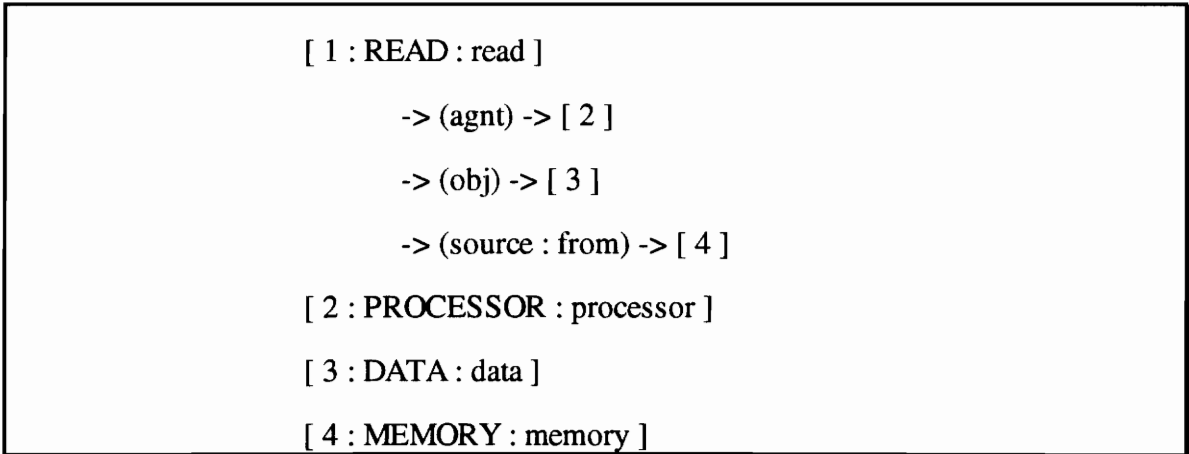 [ 1 : READ : read ]
-> (agnt) -> [ 2 ]
-> (obj) -> [ 3 ]
-> (source : from) -> [ 4 ]
[ 2 : PROCESSOR : processor ]
[ 3 : DATA : data ]
[ 4 : MEMORY : memory ]